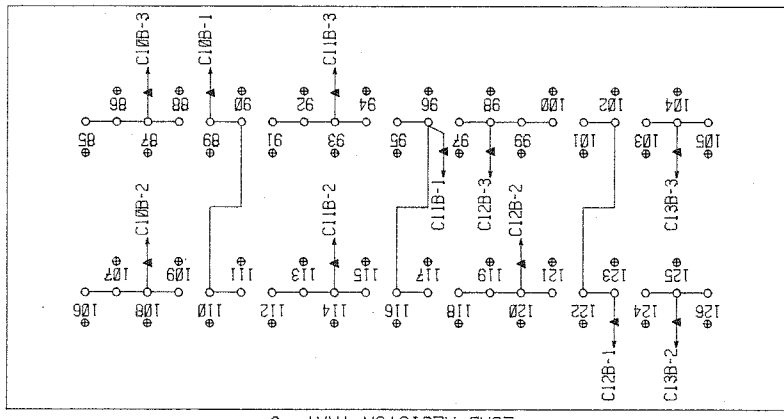 C10B-3
C10B-1
C11B-3
86 88 90 92 94 96 98 100 102 104
85 87 89 91 93 95 97 99 101 103 105
C10B-2
C11B-2
C11B-1
C12B-3
C12B-2
C13B-3
107 109 111 113 115 117 119 121 123 125
106 108 110 112 114 116 118 120 122 124 126
C12B-1
C13B-2